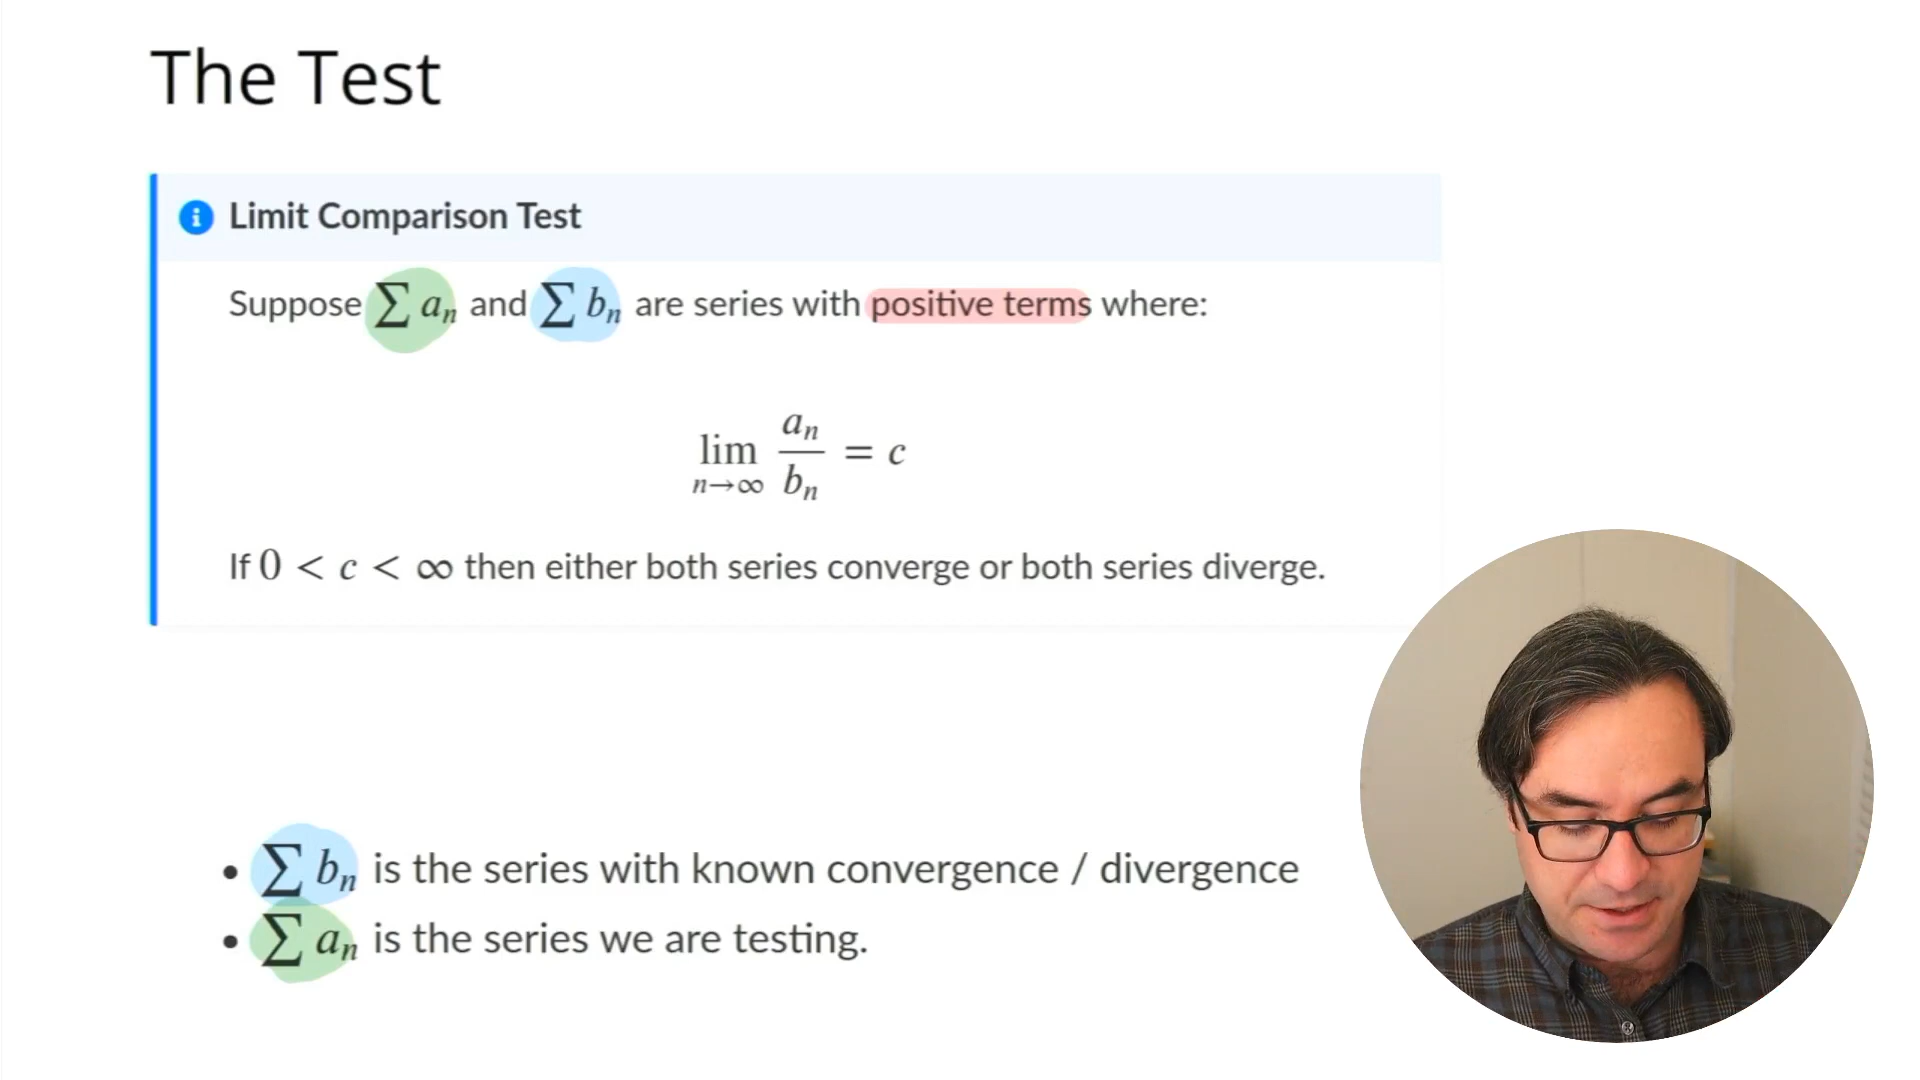 The Test
Limit Comparison Test
Suppose ∑ aₙ and ∑ bₙ are series with positive terms where:
lim n→∞ aₙ / bₙ = c
If 0 < c < ∞ then either both series converge or both series diverge.
• ∑ bₙ is the series with known convergence / divergence
• ∑ aₙ is the series we are testing.